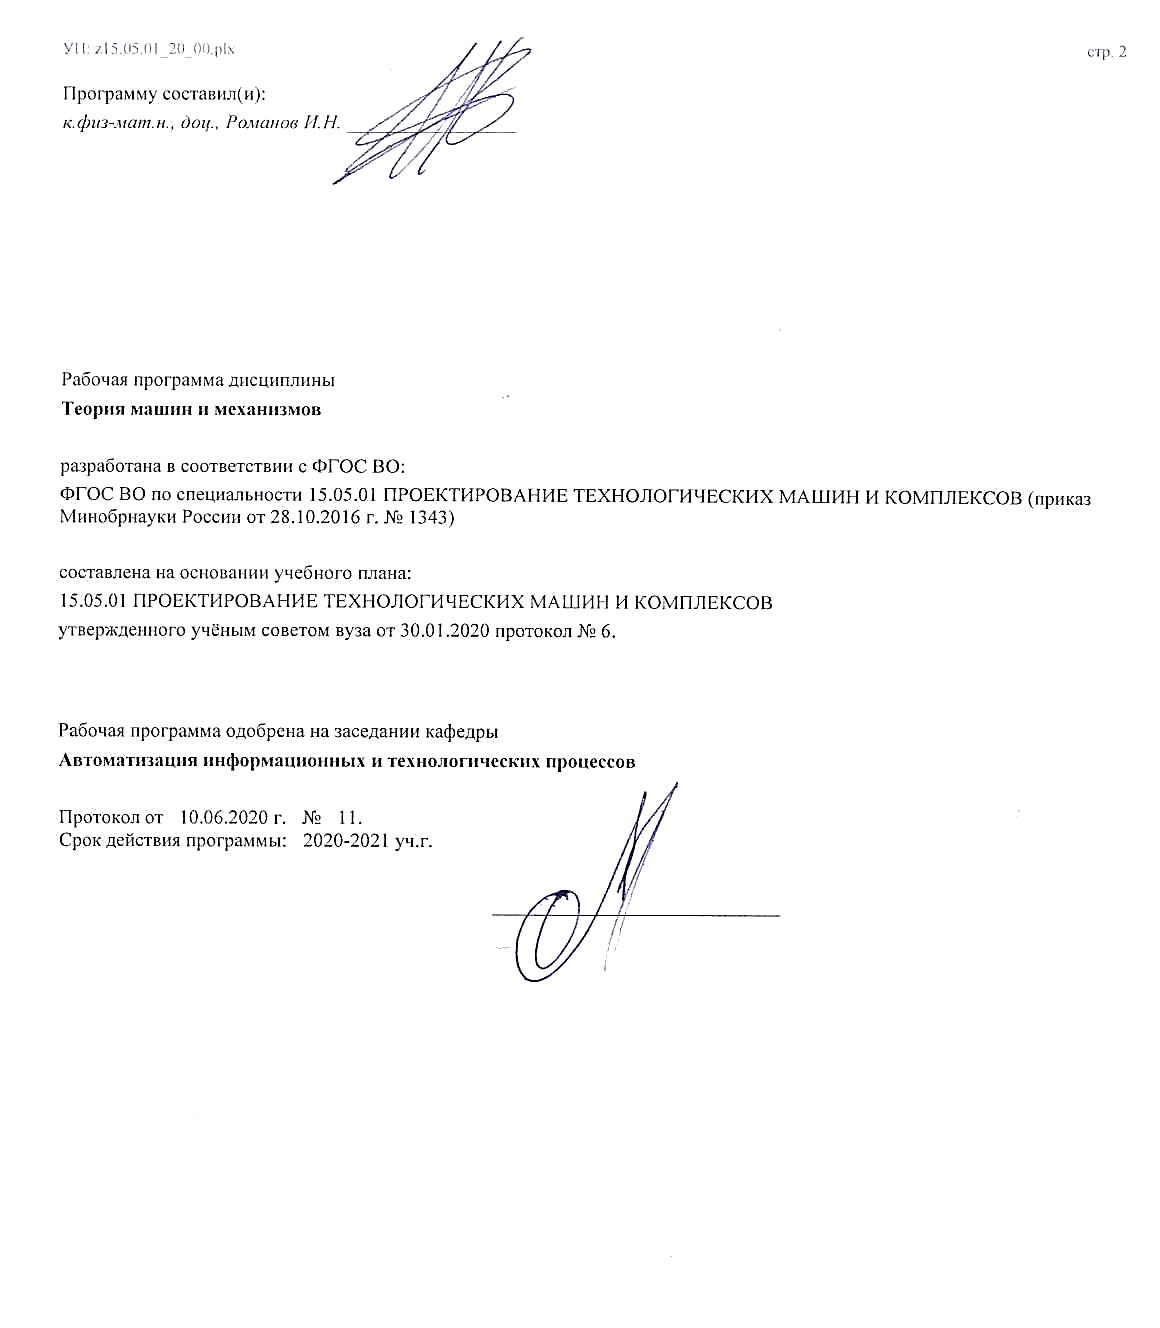 УП: z15.05.01_20_00.plx
стр. 2
Программу составил(и):
к.физ-мат.н., доц., Романов И.Н.
Рабочая программа дисциплины
Теория машин и механизмов
разработана в соответствии с ФГОС ВО:
ФГОС ВО по специальности 15.05.01 ПРОЕКТИРОВАНИЕ ТЕХНОЛОГИЧЕСКИХ МАШИН И КОМПЛЕКСОВ (приказ
Минобрнауки России от 28.10.2016 г. № 1343)
составлена на основании учебного плана:
15.05.01 ПРОЕКТИРОВАНИЕ ТЕХНОЛОГИЧЕСКИХ МАШИН И КОМПЛЕКСОВ
утвержденного учёным советом вуза от 30.01.2020 протокол № 6.
Рабочая программа одобрена на заседании кафедры
Автоматизация информационных и технологических процессов
Протокол от 10.06.2020 г. № 11.
Срок действия программы: 2020-2021 уч.г.